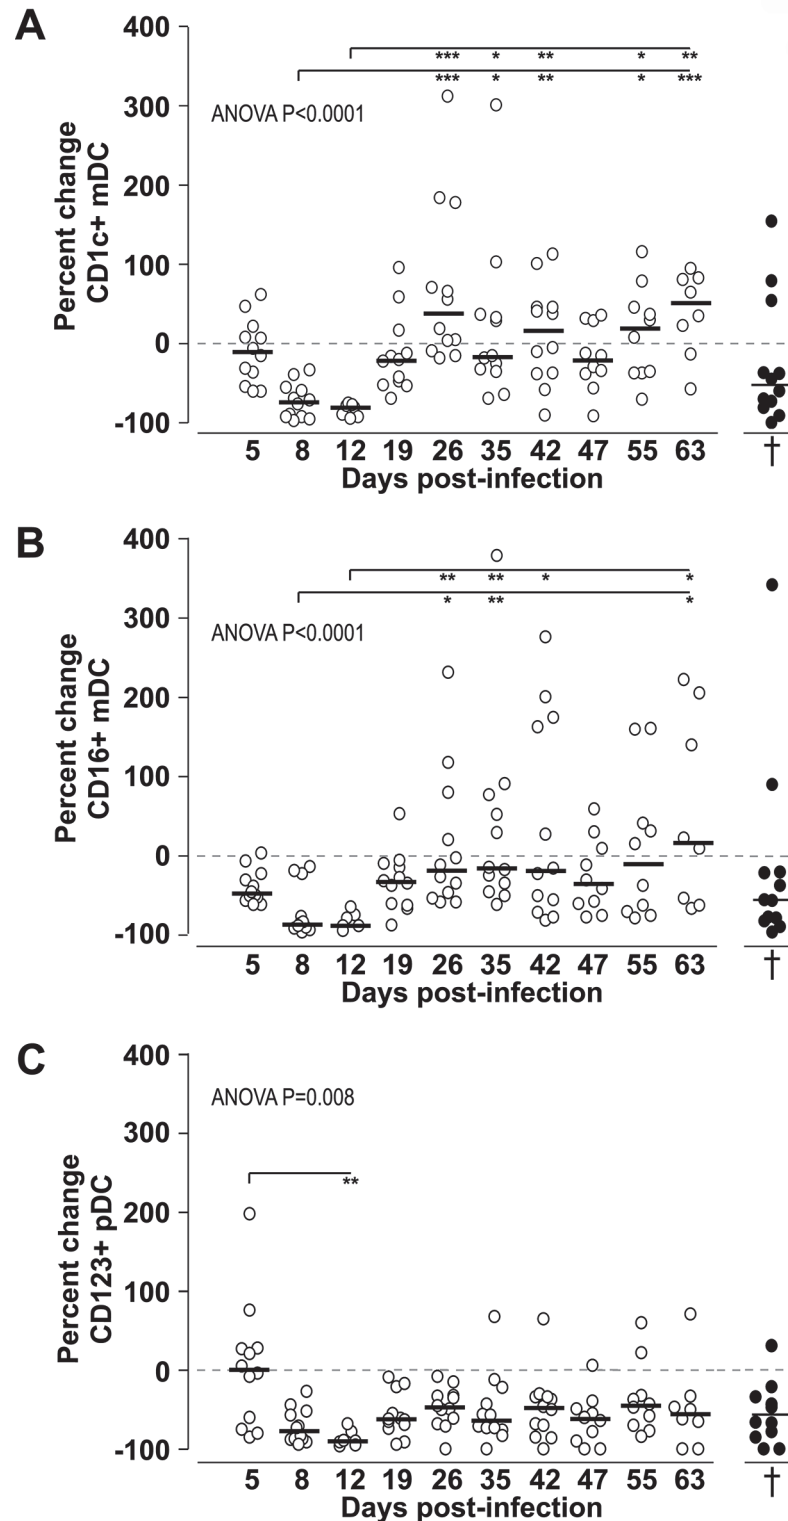 A
Percent change
CD1c+ mDC
400
300
200
100
0
-100
*** * ** * **
*** * ** * ***
ANOVA P<0.0001
5 8 12 19 26 35 42 47 55 63 †
Days post-infection
B
Percent change
CD16+ mDC
400
300
200
100
0
-100
** ** * *
* ** *
ANOVA P<0.0001
5 8 12 19 26 35 42 47 55 63 †
Days post-infection
C
Percent change
CD123+ pDC
400
300
200
100
0
-100
ANOVA P=0.008
**
5 8 12 19 26 35 42 47 55 63 †
Days post-infection